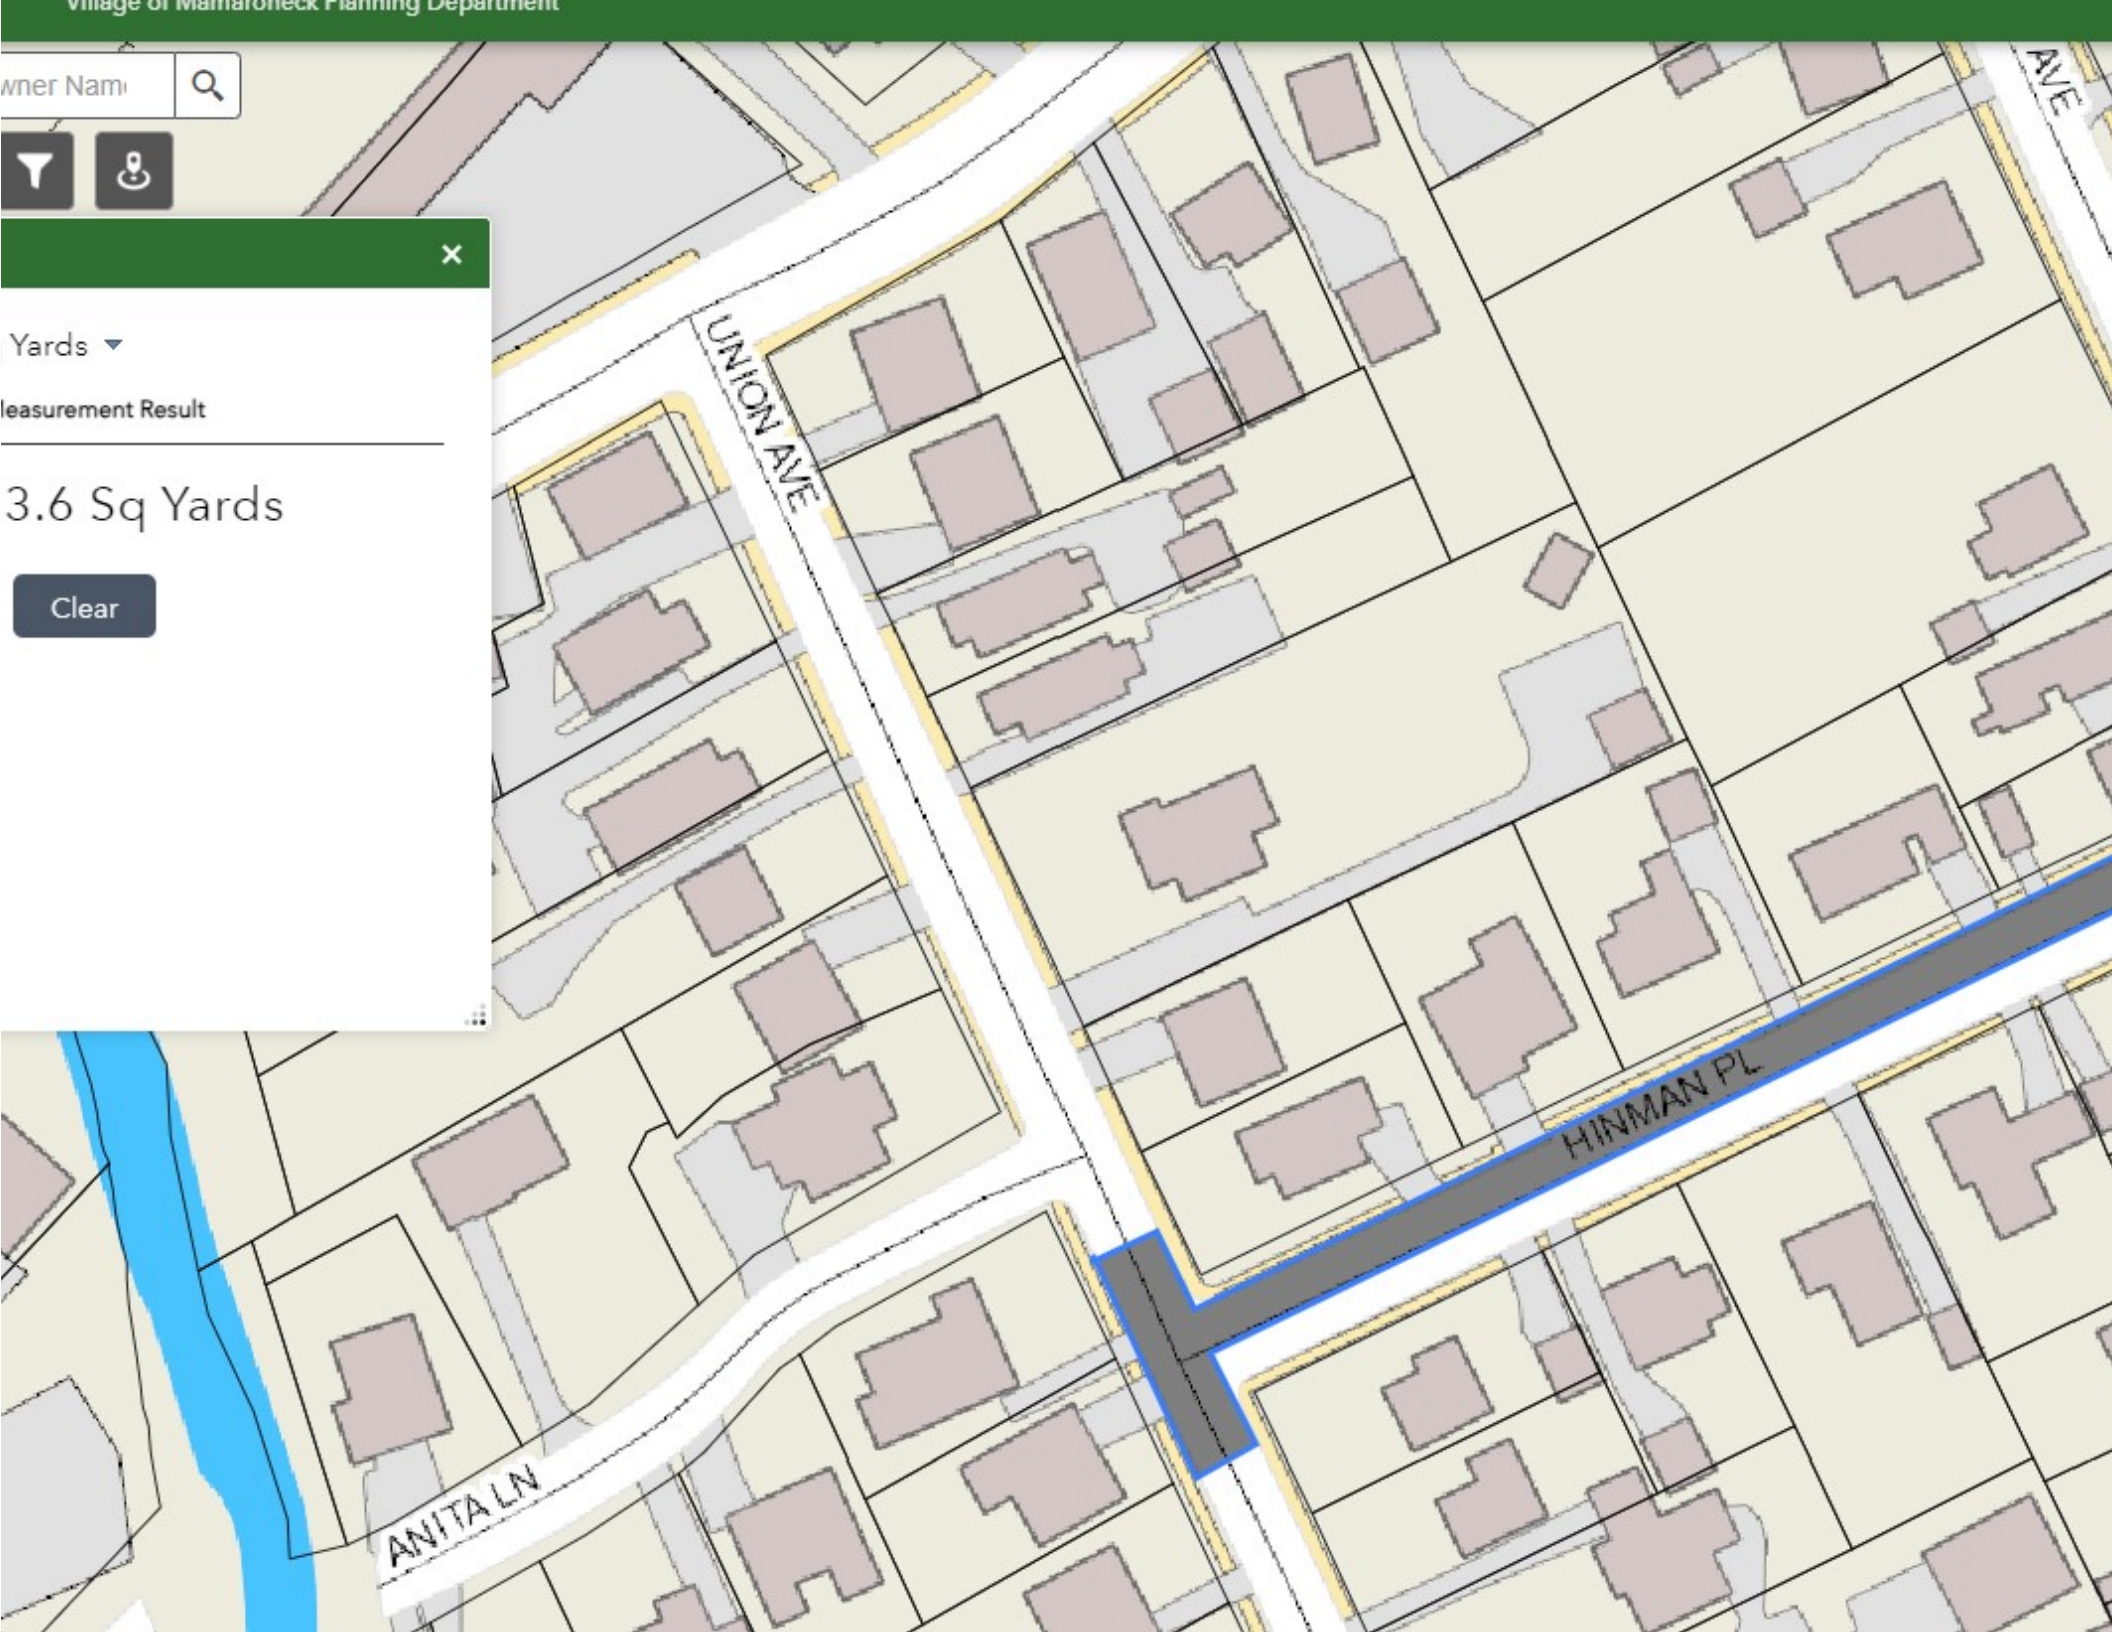 Village of Mamaroneck Planning Department
AVE
Yards
Measurement Result
3.6 Sq Yards
Clear
UNION AVE
HINMAN PL
ANITA LN